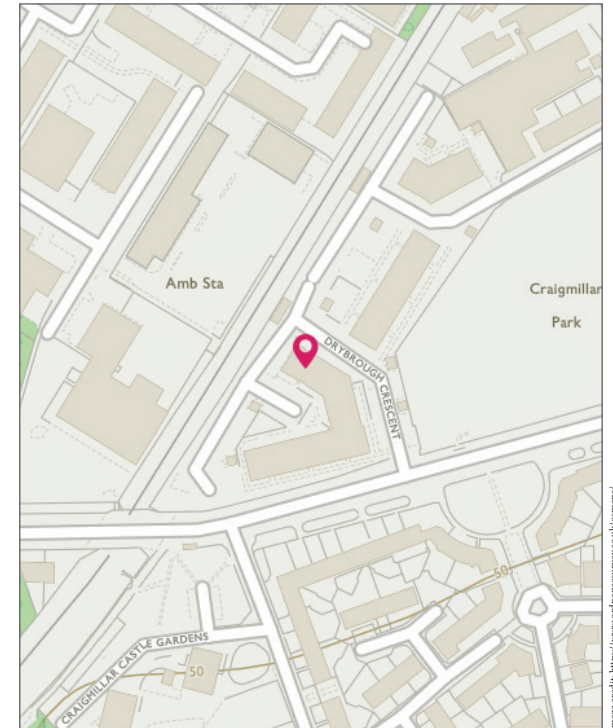 Amb Sta
Craigmillar
Park
DRYBROUGH CRESCENT
50
CRAIGMILLAR CASTLE GARDENS
50